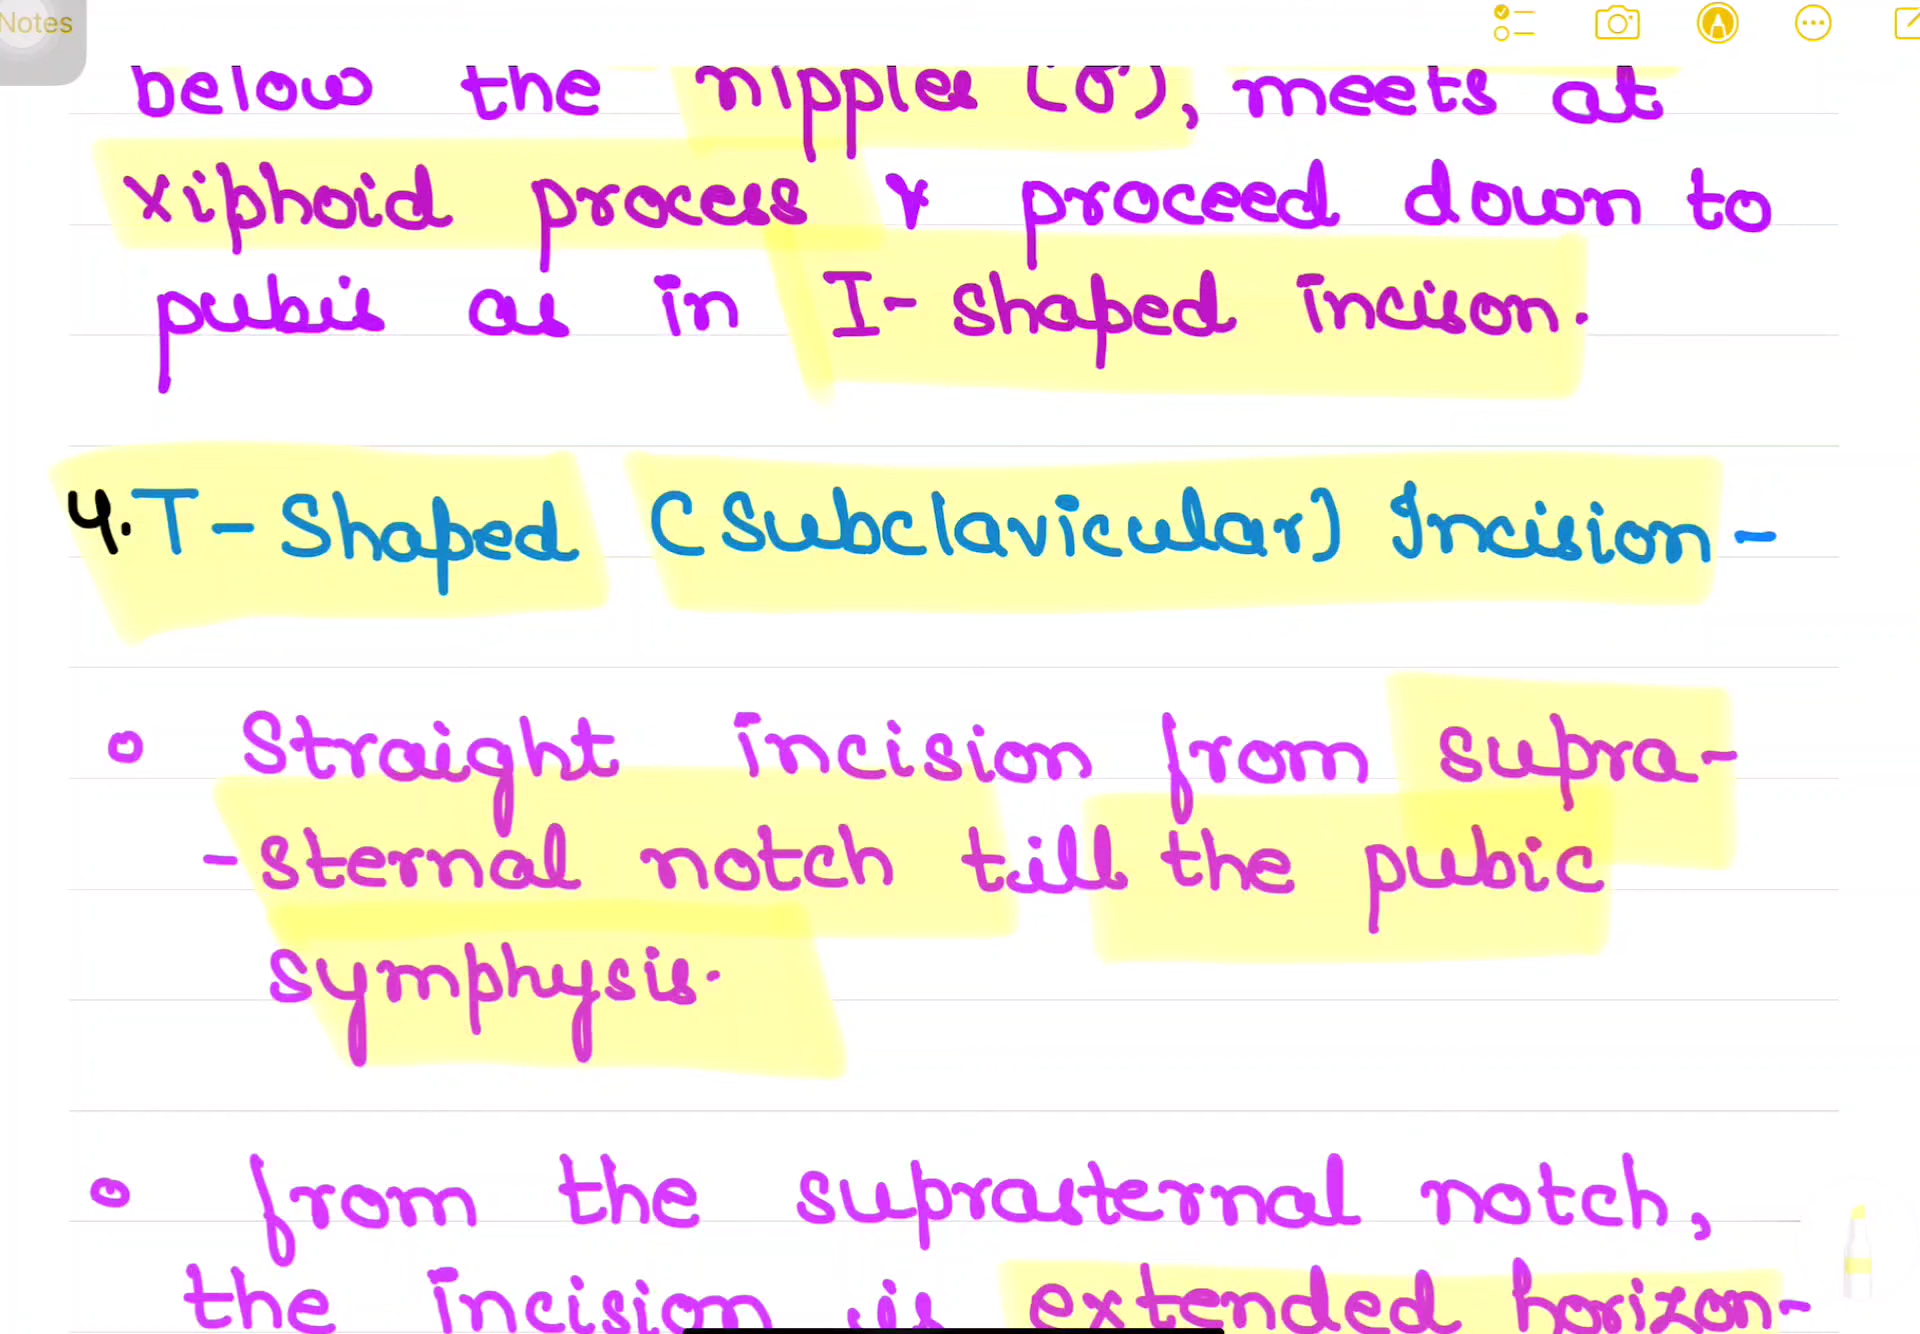 Notes
below the nipples (♂), meets at
xiphoid process & proceed down to
pubis as in I-shaped incison.
4. T-Shaped (Subclavicular) Incision-
Straight incision from supra-
-sternal notch till the pubic
symphysis.
from the suprasternal notch,
the incision is extended horizon-